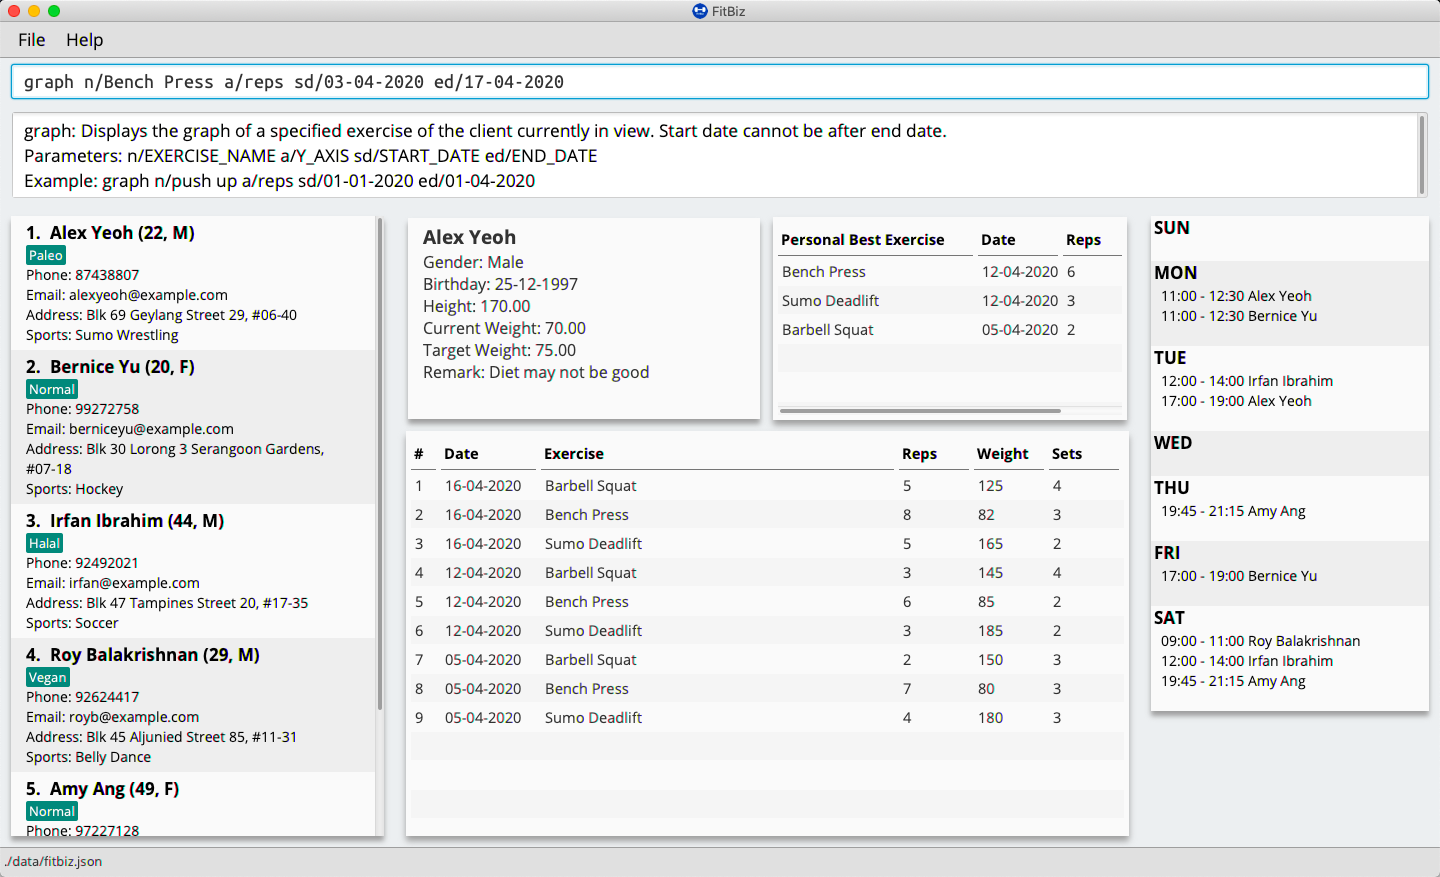 FitBiz
File Help
graph n/Bench Press a/reps sd/03-04-2020 ed/17-04-2020
graph: Displays the graph of a specified exercise of the client currently in view. Start date cannot be after end date.
Parameters: n/EXERCISE_NAME a/Y_AXIS sd/START_DATE ed/END_DATE
Example: graph n/push up a/reps sd/01-01-2020 ed/01-04-2020
1. Alex Yeoh (22, M)
Paleo
Phone: 87438807
Email: alexyeoh@example.com
Address: Blk 69 Geylang Street 29, #06-40
Sports: Sumo Wrestling
2. Bernice Yu (20, F)
Normal
Phone: 99272758
Email: berniceyu@example.com
Address: Blk 30 Lorong 3 Serangoon Gardens,
#07-18
Sports: Hockey
3. Irfan Ibrahim (44, M)
Halal
Phone: 92492021
Email: irfan@example.com
Address: Blk 47 Tampines Street 20, #17-35
Sports: Soccer
4. Roy Balakrishnan (29, M)
Vegan
Phone: 92624417
Email: royb@example.com
Address: Blk 45 Aljunied Street 85, #11-31
Sports: Belly Dance
5. Amy Ang (49, F)
Normal
Phone: 97227128
Alex Yeoh
Gender: Male
Birthday: 25-12-1997
Height: 170.00
Current Weight: 70.00
Target Weight: 75.00
Remark: Diet may not be good
Personal Best Exercise Date Reps
Bench Press 12-04-2020 6
Sumo Deadlift 12-04-2020 3
Barbell Squat 05-04-2020 2
# Date Exercise Reps Weight Sets
1 16-04-2020 Barbell Squat 5 125 4
2 16-04-2020 Bench Press 8 82 3
3 16-04-2020 Sumo Deadlift 5 165 2
4 12-04-2020 Barbell Squat 3 145 4
5 12-04-2020 Bench Press 6 85 2
6 12-04-2020 Sumo Deadlift 3 185 2
7 05-04-2020 Barbell Squat 2 150 3
8 05-04-2020 Bench Press 7 80 3
9 05-04-2020 Sumo Deadlift 4 180 3
SUN
MON
11:00 - 12:30 Alex Yeoh
11:00 - 12:30 Bernice Yu
TUE
12:00 - 14:00 Irfan Ibrahim
17:00 - 19:00 Alex Yeoh
WED
THU
19:45 - 21:15 Amy Ang
FRI
17:00 - 19:00 Bernice Yu
SAT
09:00 - 11:00 Roy Balakrishnan
12:00 - 14:00 Irfan Ibrahim
19:45 - 21:15 Amy Ang
./data/fitbiz.json